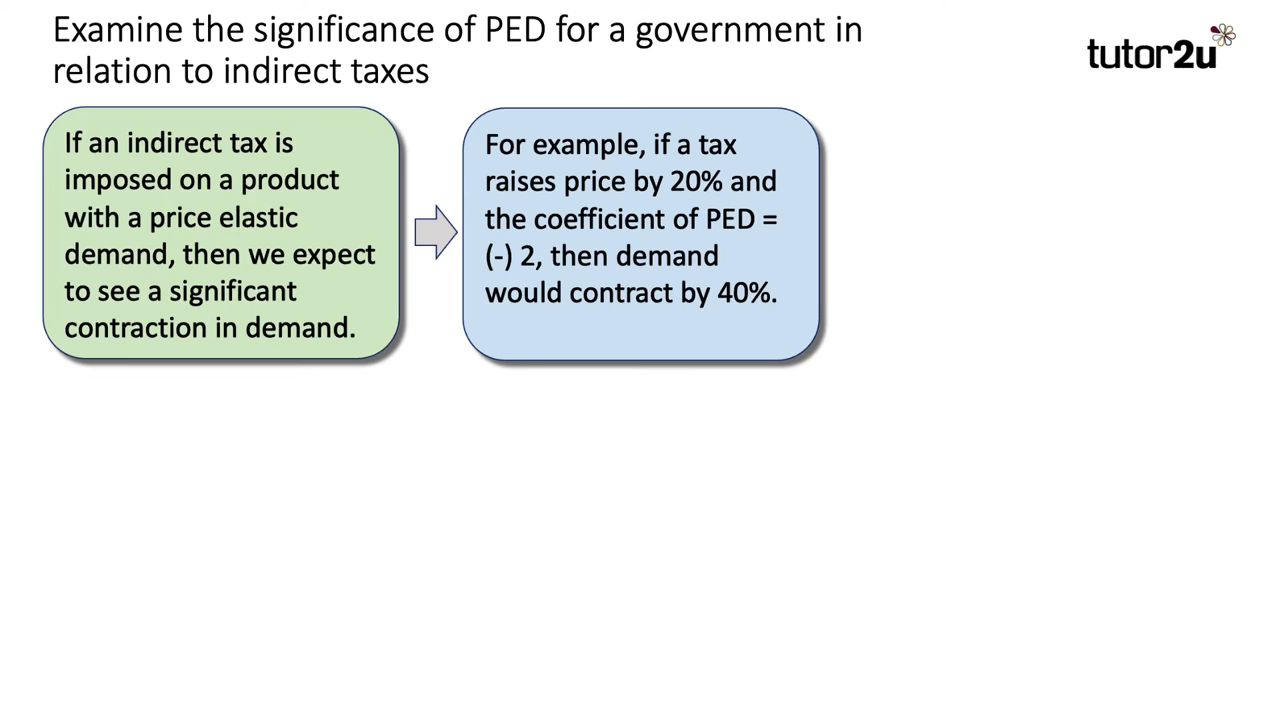 Examine the significance of PED for a government in
relation to indirect taxes
tutor2u
If an indirect tax is
imposed on a product
with a price elastic
demand, then we expect
to see a significant
contraction in demand.
For example, if a tax
raises price by 20% and
the coefficient of PED =
(-) 2, then demand
would contract by 40%.